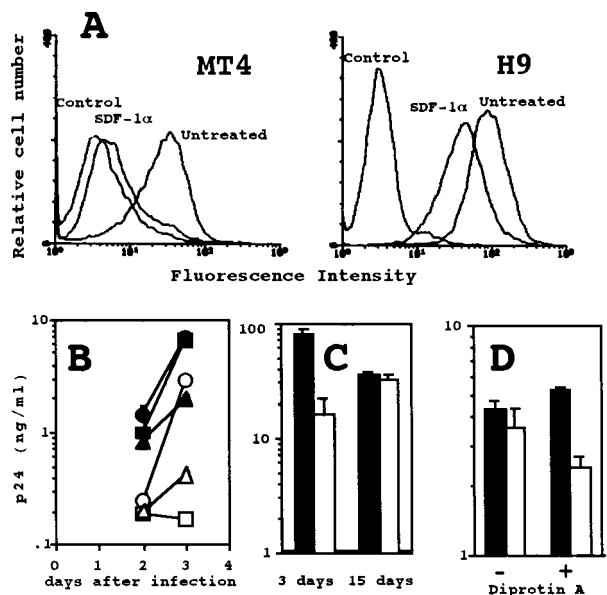 A
Relative cell number
MT4
Control
SDF-1α
Untreated
H9
Control
SDF-1α
Untreated
Fluorescence Intensity
B
C
D
p24 (ng/ml)
10
1
.1
0 1 2 3 4
days after infection
100
10
1
3 days 15 days
10
1
- +
Diprotin A